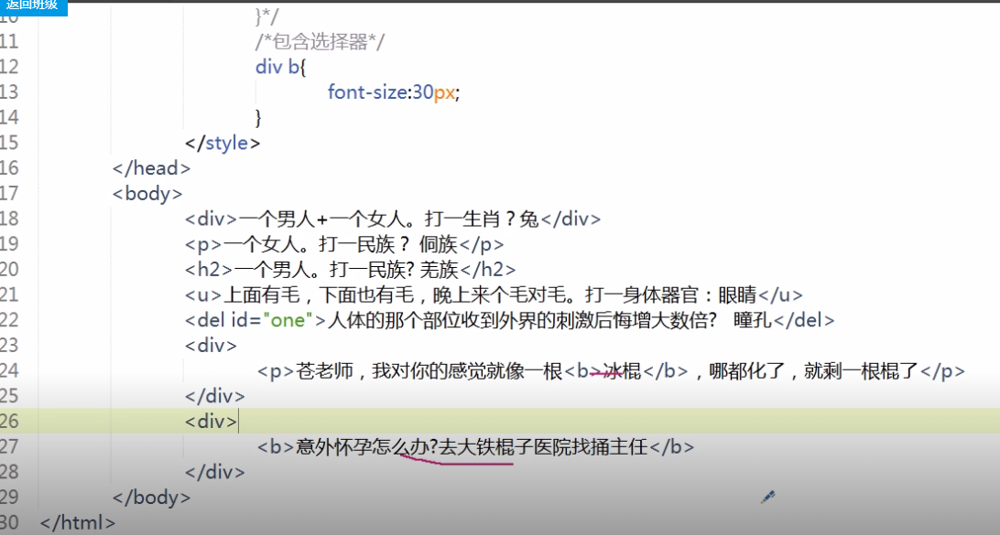 返回班级
10 }*/
11 /*包含选择器*/
12 div b{
13 font-size:30px;
14 }
15 </style>
16 </head>
17 <body>
18 <div>一个男人+一个女人。打一生肖？兔</div>
19 <p>一个女人。打一民族？ 侗族</p>
20 <h2>一个男人。打一民族? 羌族</h2>
21 <u>上面有毛，下面也有毛，晚上来个毛对毛。打一身体器官：眼睛</u>
22 <del id="one">人体的那个部位收到外界的刺激后悔增大数倍?  瞳孔</del>
23 <div>
24 <p>苍老师，我对你的感觉就像一根<b>冰棍</b>，哪都化了，就剩一根棍了</p>
25 </div>
26 <div>
27 <b>意外怀孕怎么办?去大铁棍子医院找捅主任</b>
28 </div>
29 </body>
30 </html>